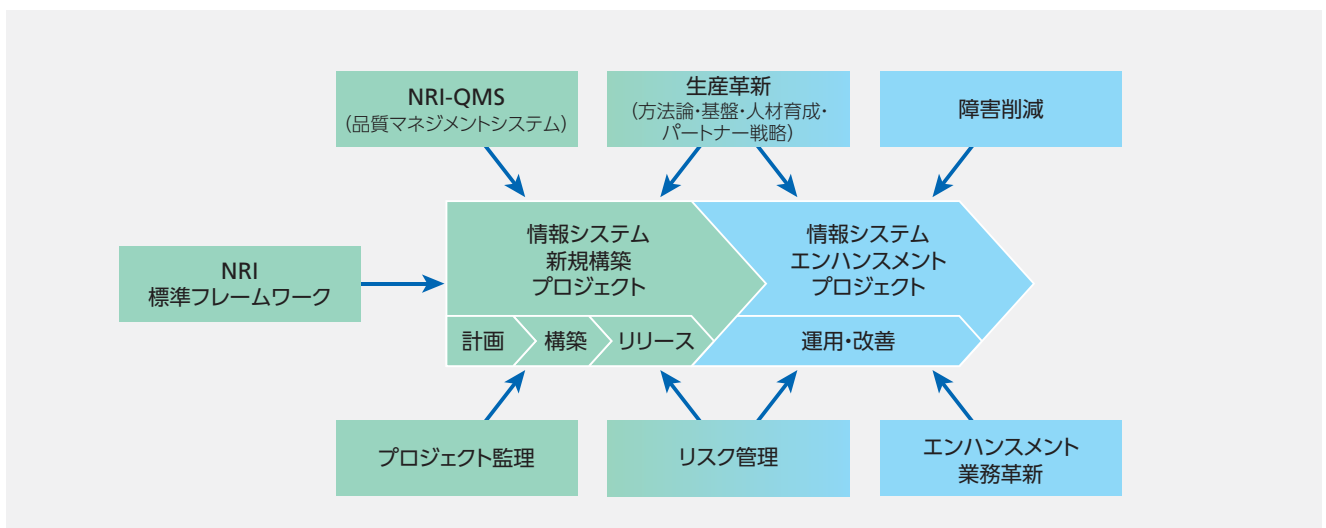 NRI-QMS
（品質マネジメントシステム）
生産革新
（方法論・基盤・人材育成・
パートナー戦略）
障害削減
NRI
標準フレームワーク
情報システム
新規構築
プロジェクト
情報システム
エンハンスメント
プロジェクト
計画
構築
リリース
運用・改善
プロジェクト監理
リスク管理
エンハンスメント
業務革新